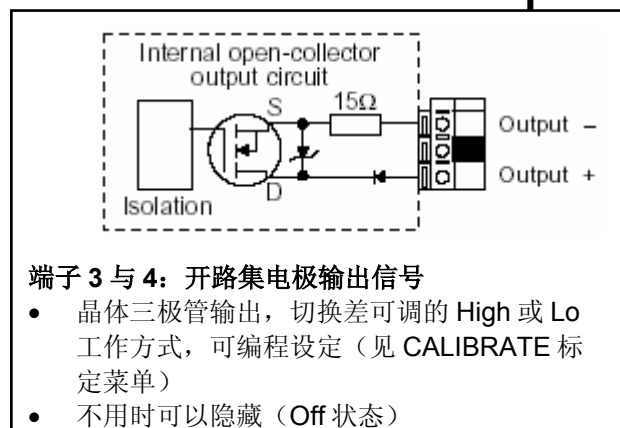 Internal open-collector
output circuit
15Ω
S
Output –
D
Output +
Isolation
端子 3 与 4：开路集电极输出信号
• 晶体三极管输出，切换差可调的 High 或 Lo
工作方式，可编程设定（见 CALIBRATE 标
定菜单）
• 不用时可以隐藏（Off 状态）